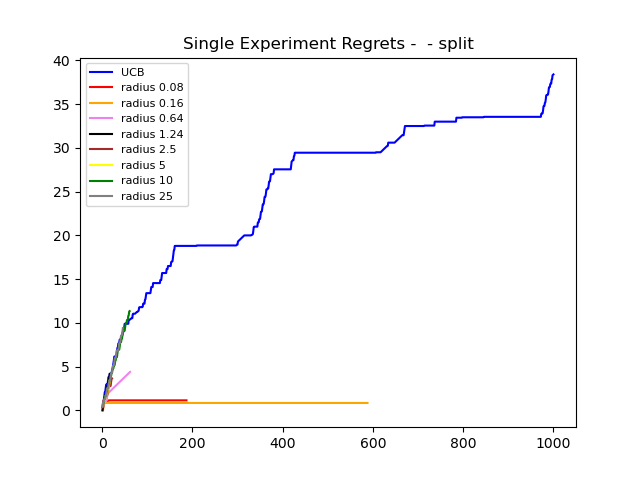 Single Experiment Regrets -  - split
40
35
30
25
20
15
10
5
0
UCB
radius 0.08
radius 0.16
radius 0.64
radius 1.24
radius 2.5
radius 5
radius 10
radius 25
0 200 400 600 800 1000